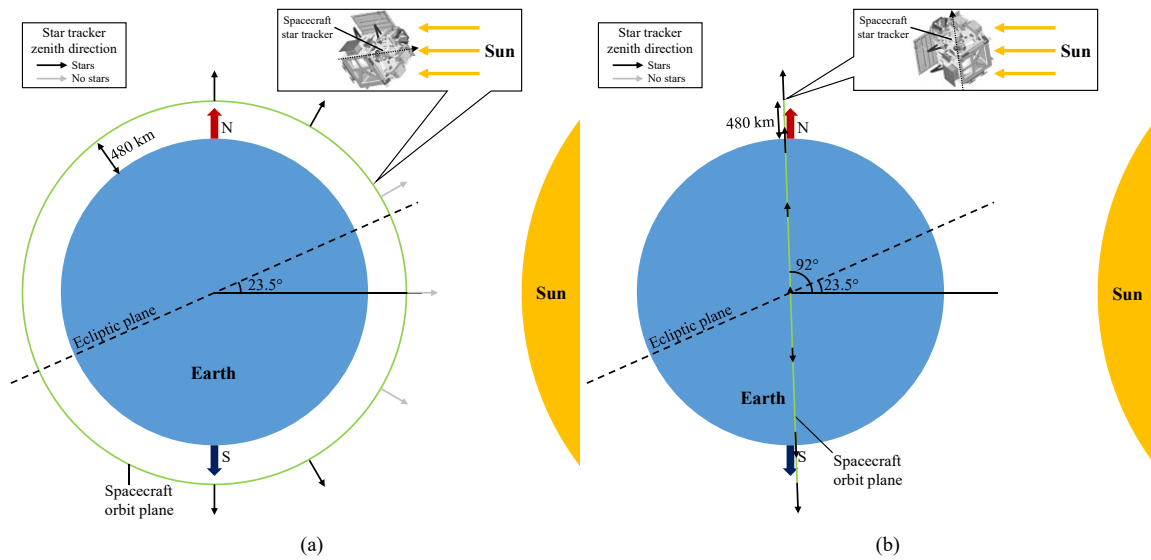 Star tracker
zenith direction
Stars
No stars
Spacecraft
star tracker
Sun
N
480 km
23.5°
Ecliptic plane
Sun
Earth
S
Spacecraft
orbit plane
(a)
Star tracker
zenith direction
Stars
No stars
Spacecraft
star tracker
Sun
480 km
N
92°
23.5°
Ecliptic plane
Sun
Earth
S
Spacecraft
orbit plane
(b)